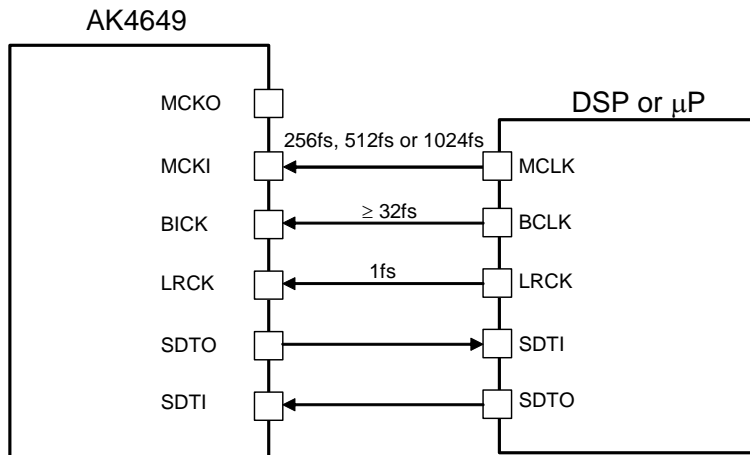 AK4649
DSP or μP
MCKO
256fs, 512fs or 1024fs
MCKI
MCLK
≥ 32fs
BICK
BCLK
1fs
LRCK
LRCK
SDTO
SDTI
SDTI
SDTO